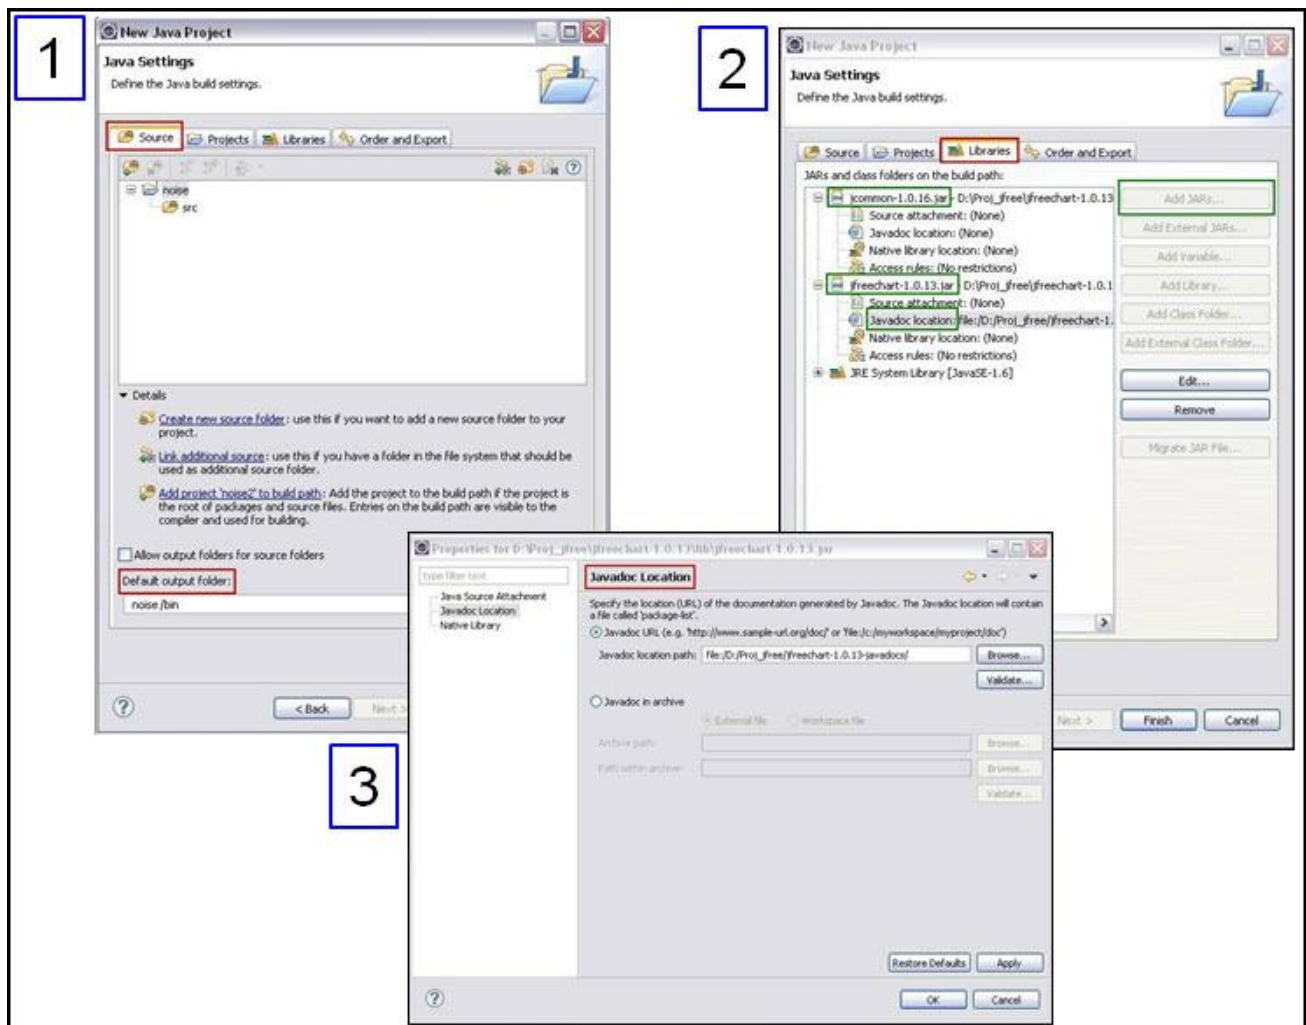 1
New Java Project
Java Settings
Define the Java build settings.
Source Projects Libraries Order and Export
noise
src
Details
Create new source folder: use this if you want to add a new source folder to your
project.
Link additional source: use this if you have a folder in the file system that should be
used as additional source folder.
Add project 'noise2' to build path: Add the project to the build path if the project is
the root of packages and source files. Entries on the build path are visible to the
compiler and used for building.
Allow output folders for source folders
Default output folder:
noise/bin
< Back Next >
2
New Java Project
Java Settings
Define the Java build settings.
Source Projects Libraries Order and Export
JARs and class folders on the build path:
jcommon-1.0.16.jar - D:\Proj_jfree\jfreechart-1.0.13
Source attachment: (None)
Javadoc location: (None)
Native library location: (None)
Access rules: (No restrictions)
jfreechart-1.0.13.jar - D:\Proj_jfree\jfreechart-1.0.1
Source attachment: (None)
Javadoc location: file:/D:/Proj_jfree/jfreechart-1.
Native library location: (None)
Access rules: (No restrictions)
JRE System Library [JavaSE-1.6]
Add JARs...
Add External JARs...
Add Variable...
Add Library...
Add Class Folder...
Add External Class Folder...
Edit...
Remove
Migrate JAR File...
Next > Finish Cancel
3
Properties for D:\Proj_jfree\jfreechart-1.0.13\lib\jfreechart-1.0.13.jar
type filter text
Java Source Attachment
Javadoc Location
Native Library
Javadoc Location
Specify the location (URL) of the documentation generated by Javadoc. The Javadoc location will contain
a file called 'package-list'.
Javadoc URL (e.g. 'http://www.sample-url.org/doc/' or 'file:/c:/myworkspace/myproject/doc')
Javadoc location path: file:/D:/Proj_jfree/jfreechart-1.0.13-javadocs/ Browse...
Validate...
Javadoc in archive
External file Workspace file
Archive path: Browse...
Path within archive: Browse...
Validate...
Restore Defaults Apply
OK Cancel